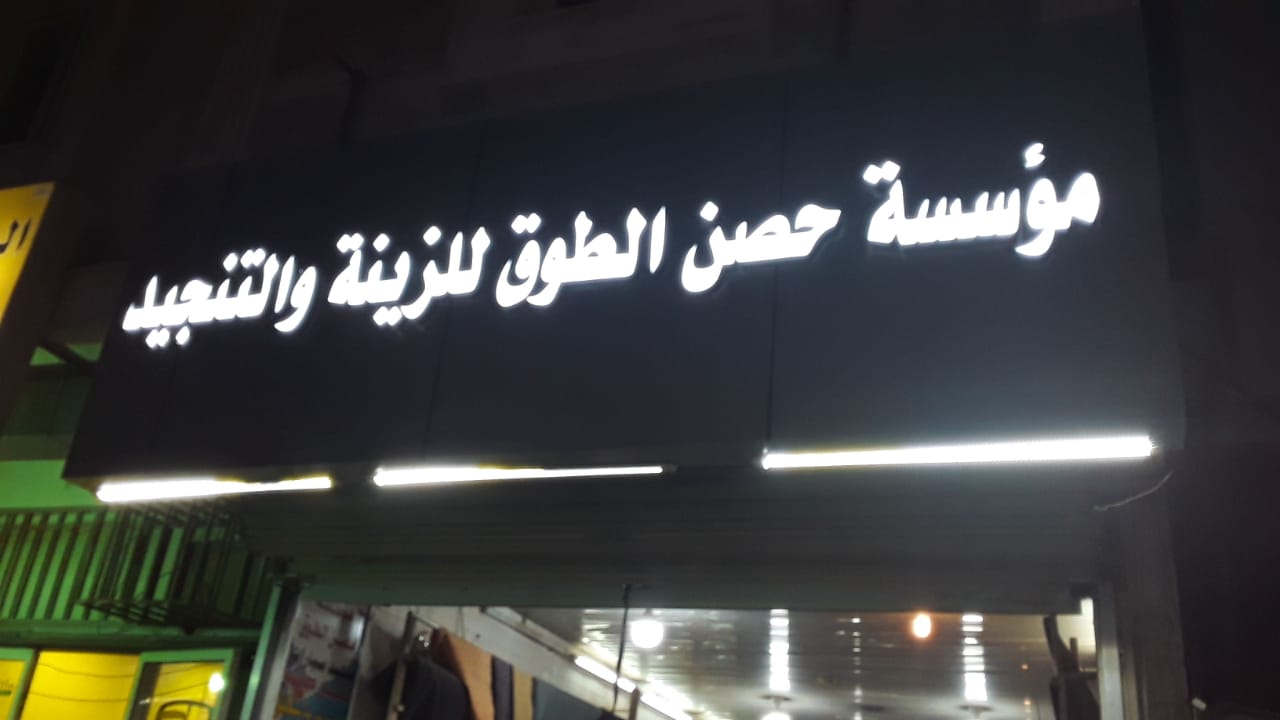 مؤسسة حصن الطوق للزينة والتنجيد